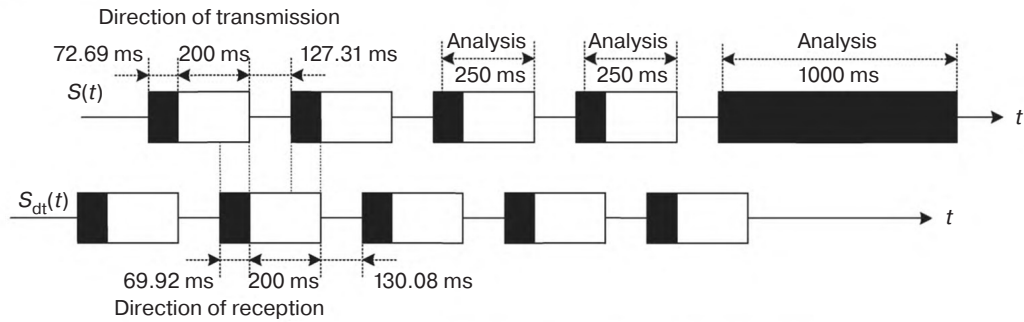 Direction of transmission
72.69 ms 200 ms 127.31 ms Analysis Analysis Analysis
250 ms 250 ms 1000 ms
S(t)
t
Sdt(t)
t
69.92 ms 200 ms 130.08 ms
Direction of reception